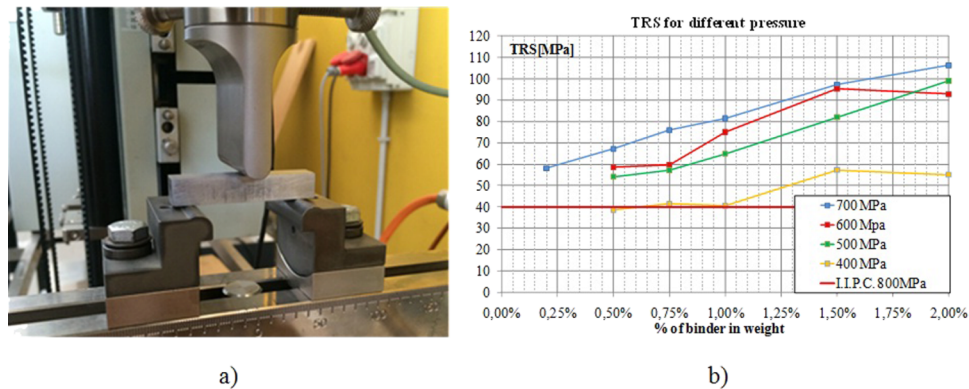 TRS for different pressure
TRS[MPa]
120
110
100
90
80
70
60
50
40
30
20
10
0
700 MPa
600 Mpa
500 MPa
400 MPa
I.I.P.C. 800MPa
0,00% 0,25% 0,50% 0,75% 1,00% 1,25% 1,50% 1,75% 2,00%
% of binder in weight
a)
b)